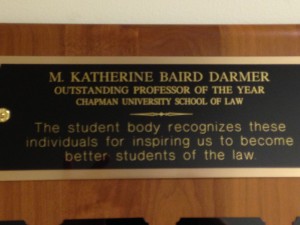 M. KATHERINE BAIRD DARMER
OUTSTANDING PROFESSOR OF THE YEAR
CHAPMAN UNIVERSITY SCHOOL OF LAW
The student body recognizes these
individuals for inspiring us to become
better students of the law.